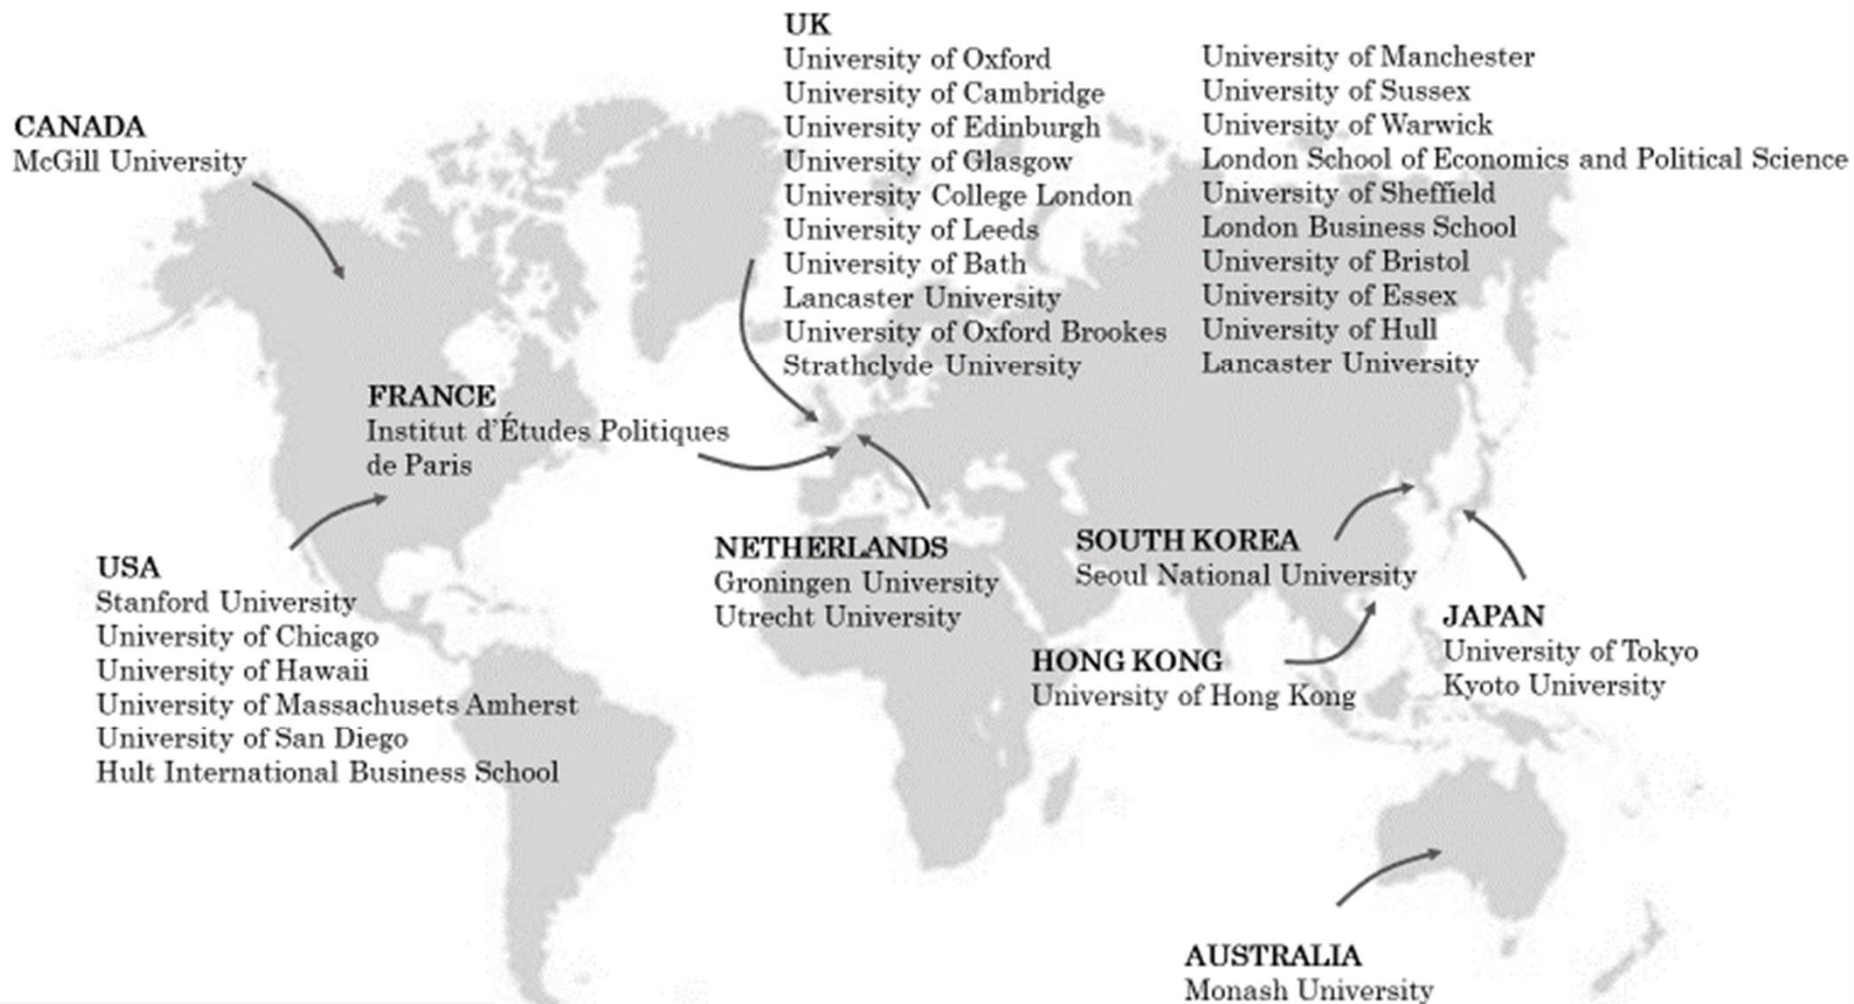 UK
University of Oxford
University of Cambridge
University of Edinburgh
University of Glasgow
University College London
University of Leeds
University of Bath
Lancaster University
University of Oxford Brookes
Strathclyde University
University of Manchester
University of Sussex
University of Warwick
London School of Economics and Political Science
University of Sheffield
London Business School
University of Bristol
University of Essex
University of Hull
Lancaster University
CANADA
McGill University
FRANCE
Institut d'Études Politiques
de Paris
USA
Stanford University
University of Chicago
University of Hawaii
University of Massachusets Amherst
University of San Diego
Hult International Business School
NETHERLANDS
Groningen University
Utrecht University
SOUTH KOREA
Seoul National University
HONG KONG
University of Hong Kong
JAPAN
University of Tokyo
Kyoto University
AUSTRALIA
Monash University